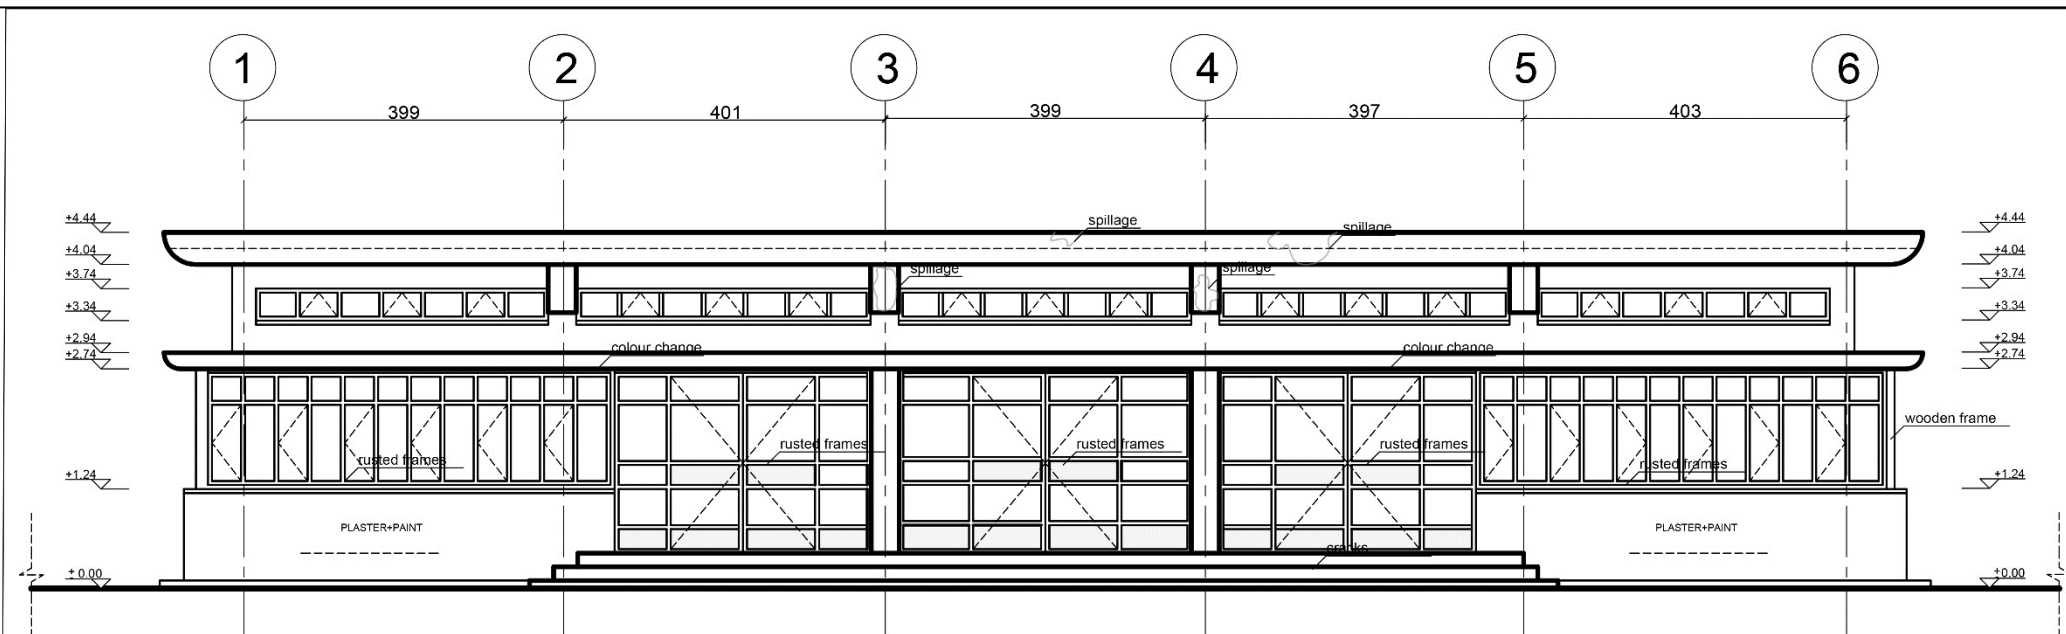 1 2 3 4 5 6
399 401 399 397 403
+4.44 spillage spillage +4.44
+4.04 +4.04
+3.74 spillage spillage +3.74
+3.34 +3.34
+2.94 colour change colour change +2.94
+2.74 +2.74
wooden frame
rusted frames rusted frames rusted frames
rusted frames rusted frames
+1.24 +1.24
PLASTER+PAINT PLASTER+PAINT
cranks
± 0.00 ±0.00